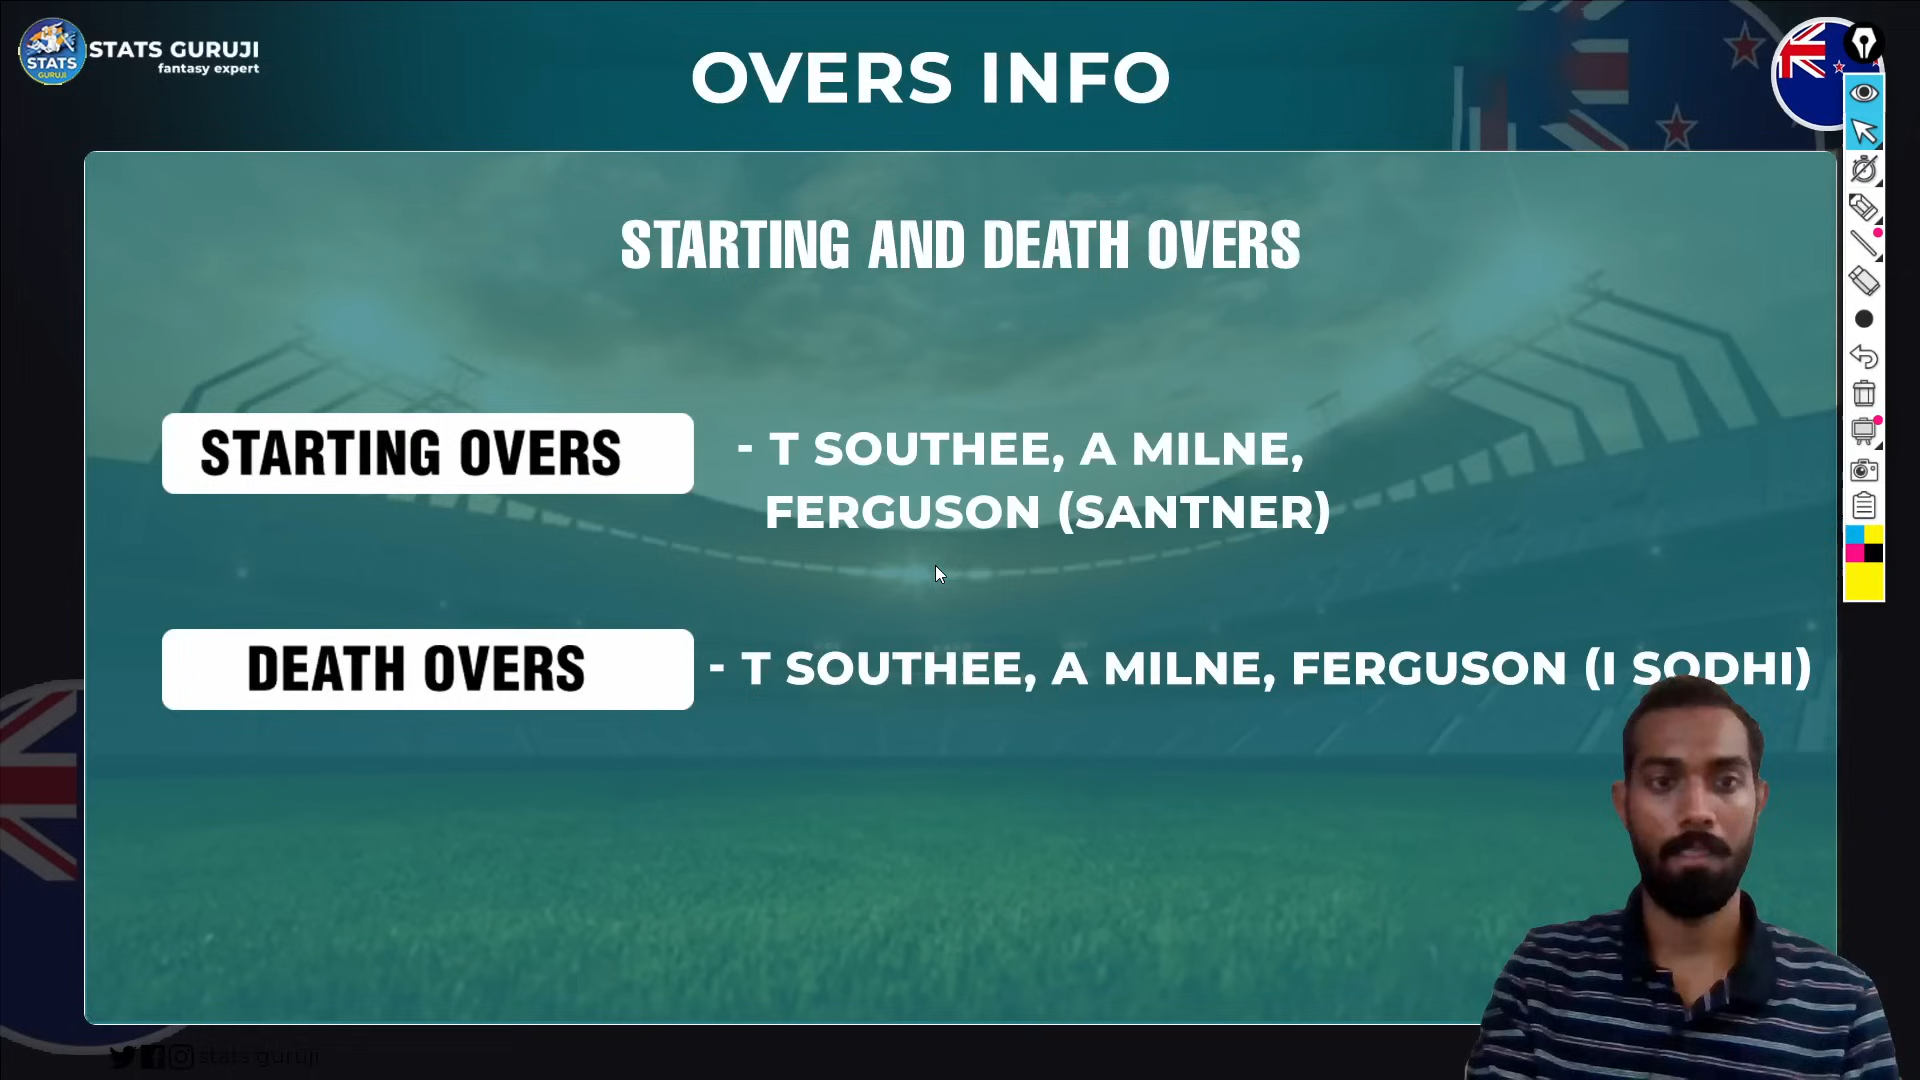 STATS GURUJI
fantasy expert
STATS
GURUJI
OVERS INFO
STARTING AND DEATH OVERS
STARTING OVERS
- T SOUTHEE, A MILNE,
FERGUSON (SANTNER)
DEATH OVERS
- T SOUTHEE, A MILNE, FERGUSON (I SODHI)
stats guruji